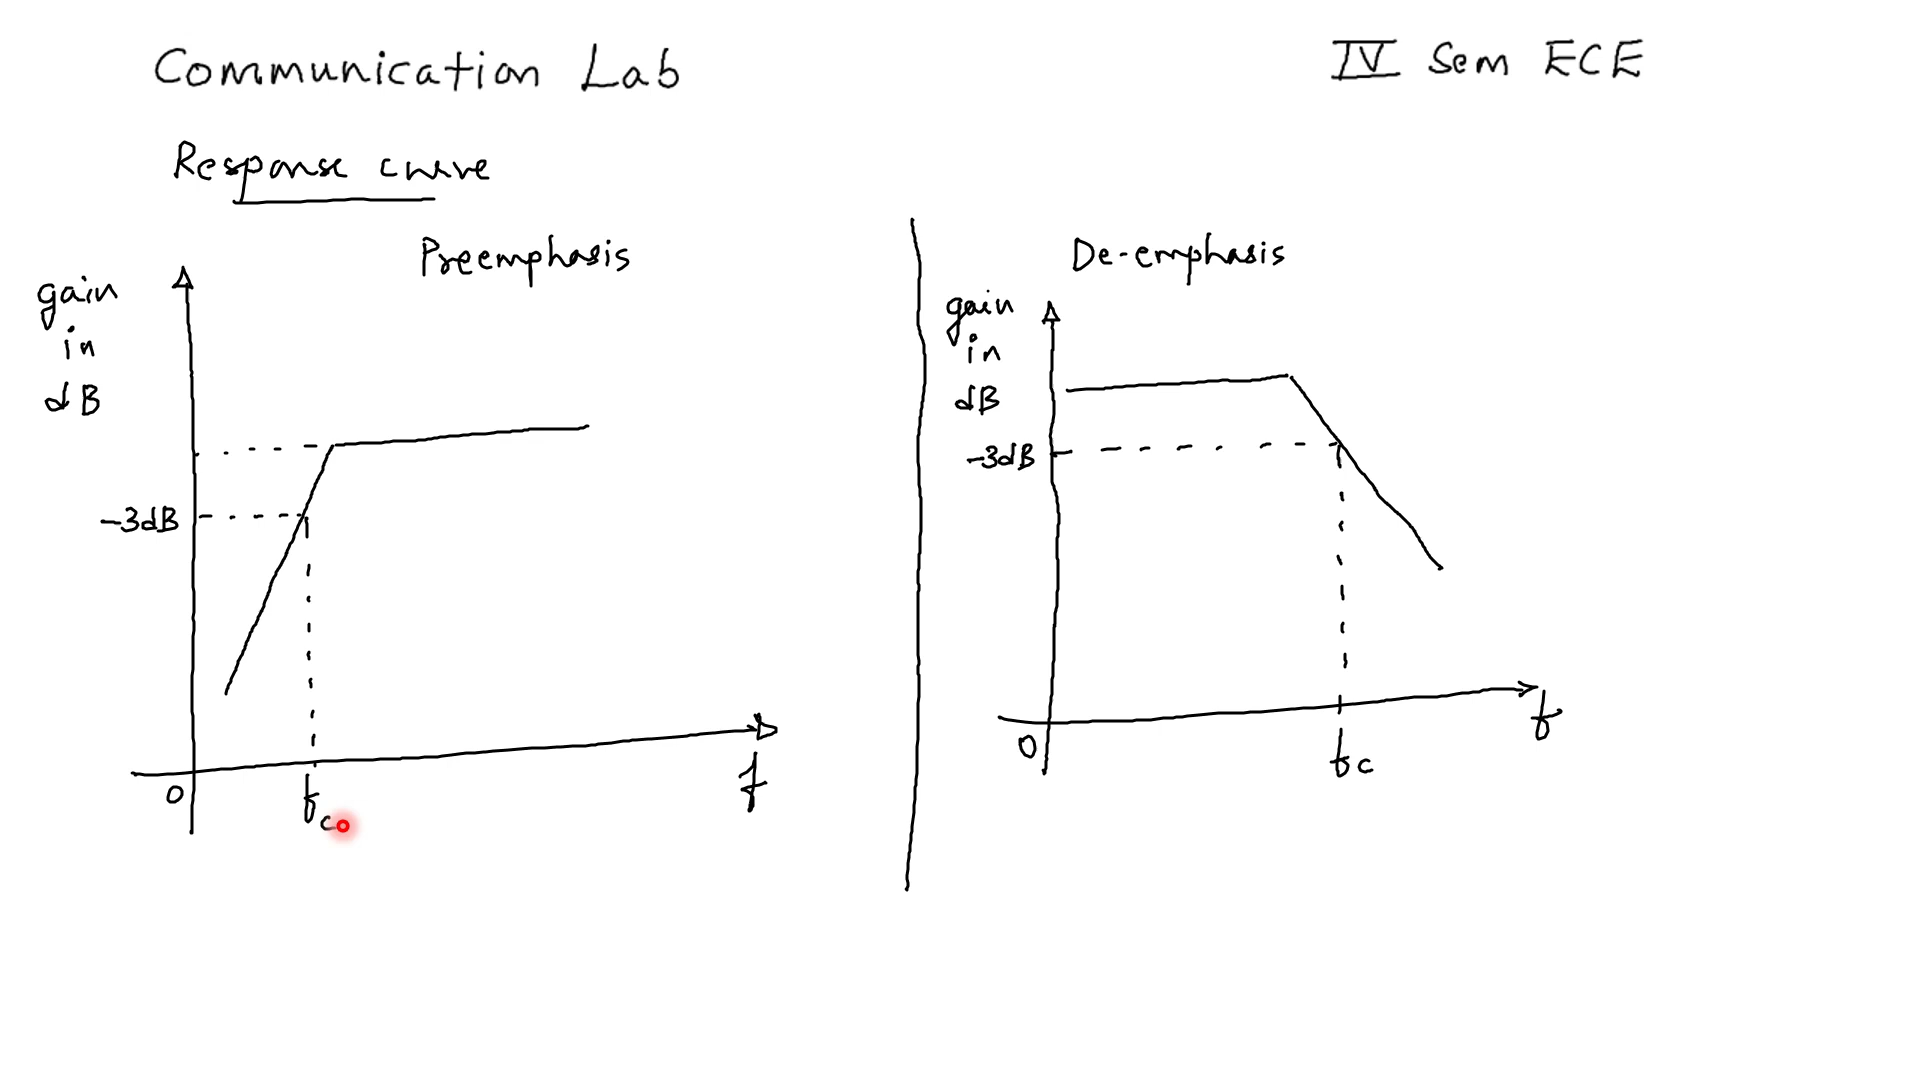 Communication Lab
IV Sem ECE
Response curve
Preemphasis
gain
in
dB
-3dB
0
fc
f
De-emphasis
gain
in
dB
-3dB
0
fc
f